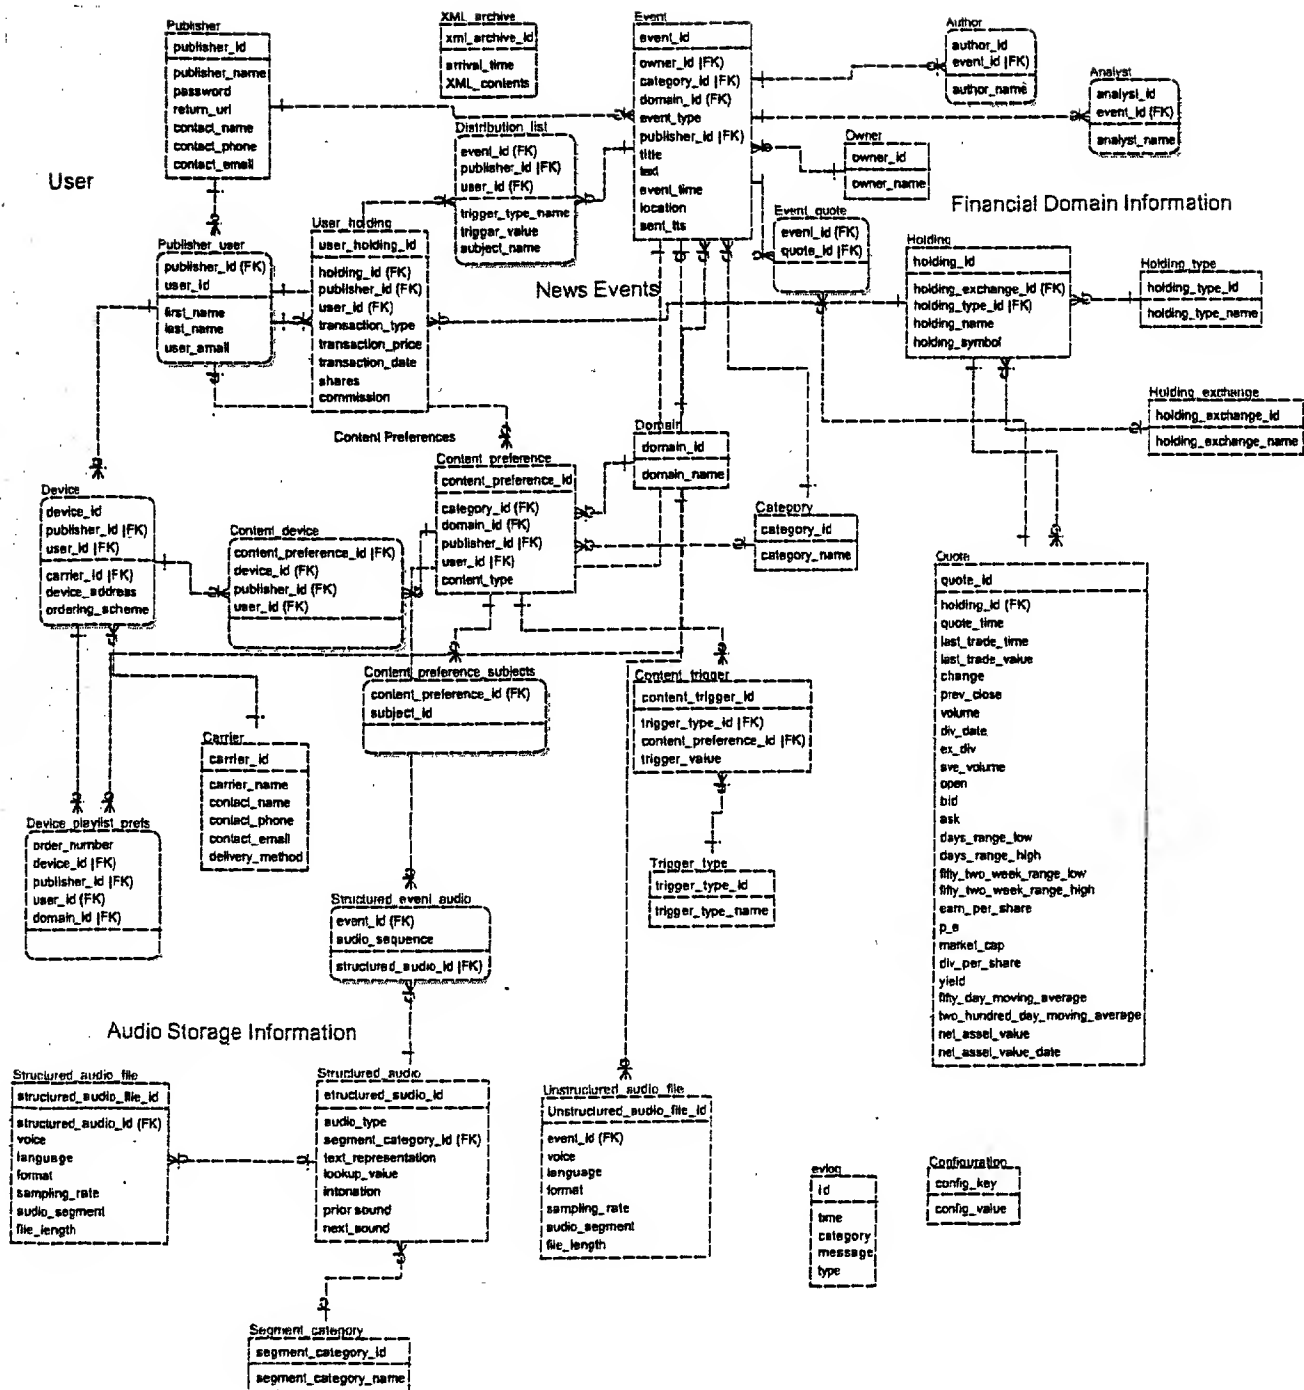 Publisher
publisher_id
publisher_name
password
return_url
contact_name
contact_phone
contact_email
XML_archive
xml_archive_id
arrival_time
XML_contents
Event
event_id
owner_id (FK)
category_id (FK)
domain_id (FK)
event_type
publisher_id (FK)
title
text
event_time
location
sent_tts
Author
author_id
event_id (FK)
author_name
Analyst
analyst_id
event_id (FK)
analyst_name
Owner
owner_id
owner_name
Distribution_list
event_id (FK)
publisher_id (FK)
user_id (FK)
trigger_type_name
trigger_value
subject_name
User
Financial Domain Information
Publisher_user
publisher_id (FK)
user_id
first_name
last_name
user_email
User_holding
user_holding_id
holding_id (FK)
publisher_id (FK)
user_id (FK)
transaction_type
transaction_price
transaction_date
shares
commission
News Events
Event_quote
event_id (FK)
quote_id (FK)
Holding
holding_id
holding_exchange_id (FK)
holding_type_id (FK)
holding_name
holding_symbol
Holding_type
holding_type_id
holding_type_name
Holding_exchange
holding_exchange_id
holding_exchange_name
Content Preferences
Content_preference
content_preference_id
category_id (FK)
domain_id (FK)
publisher_id (FK)
user_id (FK)
content_type
Domain
domain_id
domain_name
Category
category_id
category_name
Device
device_id
publisher_id (FK)
user_id (FK)
carrier_id (FK)
device_address
ordering_scheme
Content_device
content_preference_id (FK)
device_id (FK)
publisher_id (FK)
user_id (FK)
Quote
quote_id
holding_id (FK)
quote_time
last_trade_time
last_trade_value
change
prev_close
volume
div_date
ex_div
ave_volume
open
bid
ask
days_range_low
days_range_high
fifty_two_week_range_low
fifty_two_week_range_high
earn_per_share
p_e
market_cap
div_per_share
yield
fifty_day_moving_average
two_hundred_day_moving_average
net_asset_value
net_asset_value_date
Content_preference_subjects
content_preference_id (FK)
subject_id
Content_trigger
content_trigger_id
trigger_type_id (FK)
content_preference_id (FK)
trigger_value
Carrier
carrier_id
carrier_name
contact_name
contact_phone
contact_email
delivery_method
Device_playlist_prefs
order_number
device_id (FK)
publisher_id (FK)
user_id (FK)
domain_id (FK)
Trigger_type
trigger_type_id
trigger_type_name
Structured_event_audio
event_id (FK)
audio_sequence
structured_audio_id (FK)
Audio Storage Information
Structured_audio_file
structured_audio_file_id
structured_audio_id (FK)
voice
language
format
sampling_rate
audio_segment
file_length
Structured_audio
structured_audio_id
audio_type
segment_category_id (FK)
text_representation
lookup_value
intonation
prior sound
next_sound
Unstructured_audio_file
Unstructured_audio_file_id
event_id (FK)
voice
language
format
sampling_rate
audio_segment
file_length
evlog
id
time
category
message
type
Configuration
config_key
config_value
Segment_category
segment_category_id
segment_category_name